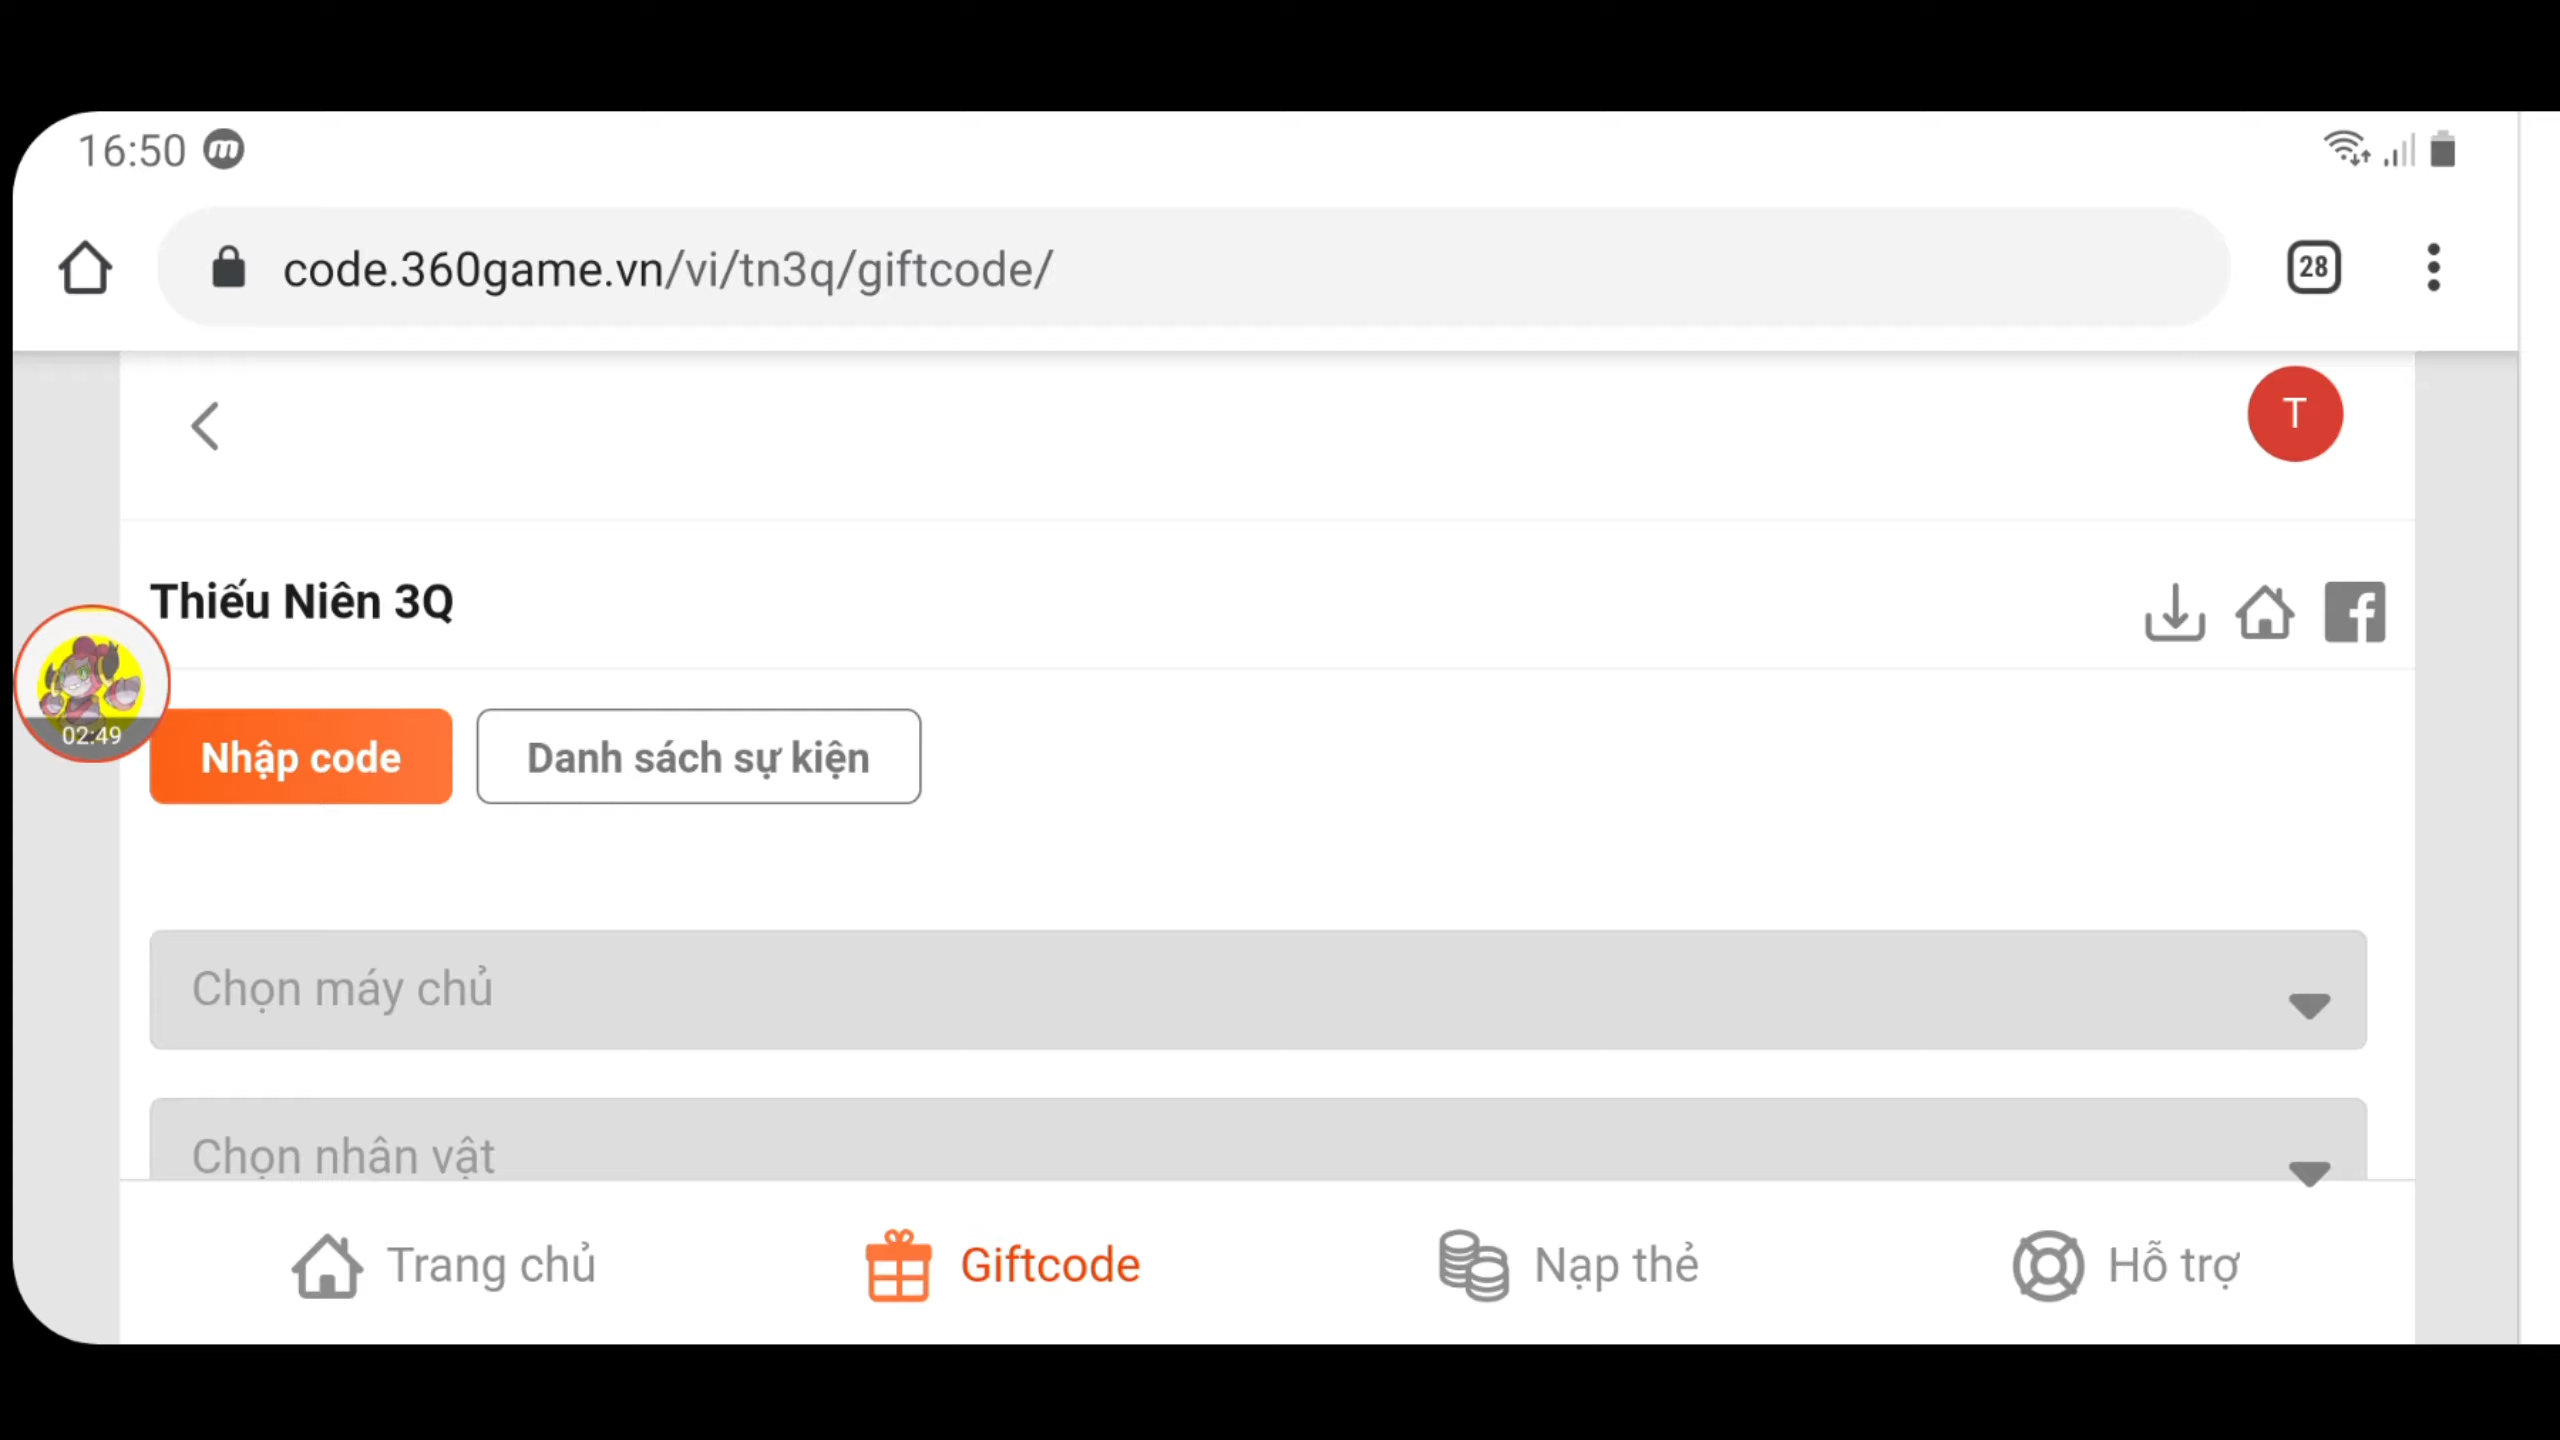 16:50
code.360game.vn/vi/tn3q/giftcode/
28
T
Thiếu Niên 3Q
02:49
Nhập code
Danh sách sự kiện
Chọn máy chủ
Chọn nhân vật
Trang chủ
Giftcode
Nạp thẻ
Hỗ trợ